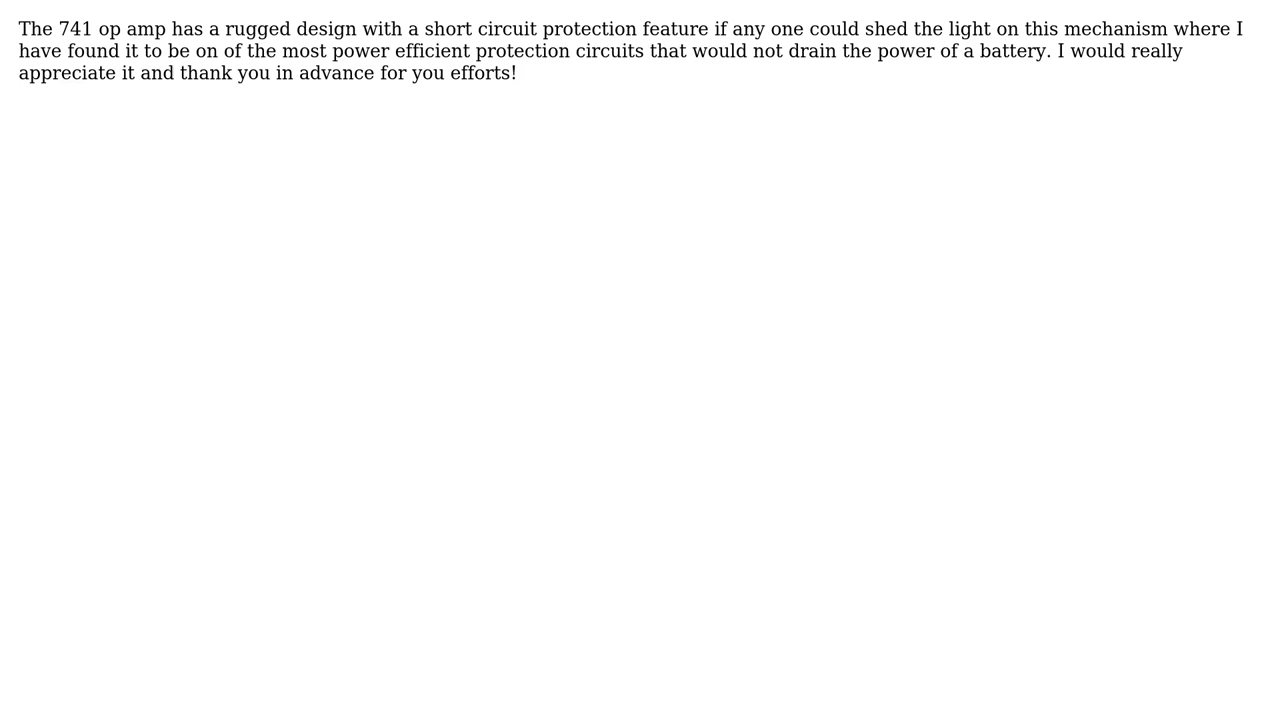 The 741 op amp has a rugged design with a short circuit protection feature if any one could shed the light on this mechanism where I
have found it to be on of the most power efficient protection circuits that would not drain the power of a battery. I would really
appreciate it and thank you in advance for you efforts!